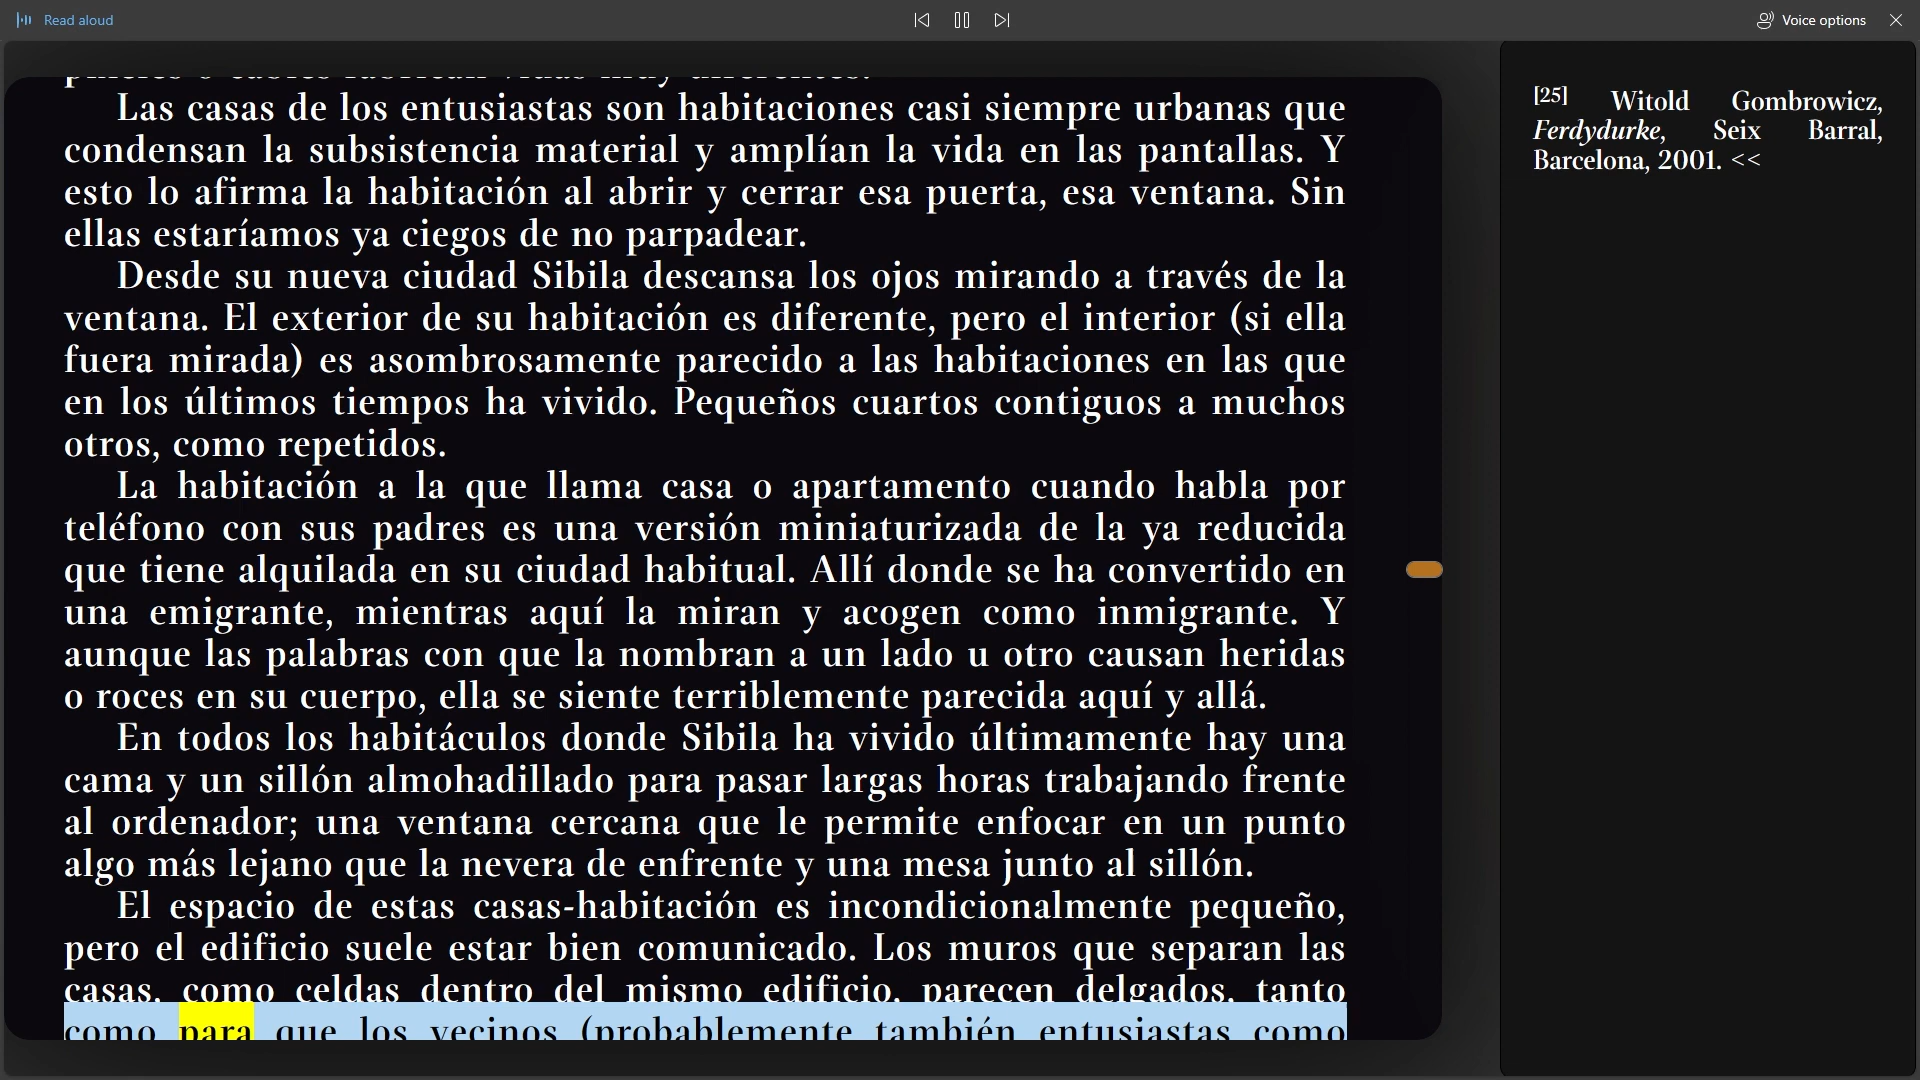 Read aloud
Voice options
Las casas de los entusiastas son habitaciones casi siempre urbanas que
condensan la subsistencia material y amplían la vida en las pantallas. Y
esto lo afirma la habitación al abrir y cerrar esa puerta, esa ventana. Sin
ellas estaríamos ya ciegos de no parpadear.
Desde su nueva ciudad Sibila descansa los ojos mirando a través de la
ventana. El exterior de su habitación es diferente, pero el interior (si ella
fuera mirada) es asombrosamente parecido a las habitaciones en las que
en los últimos tiempos ha vivido. Pequeños cuartos contiguos a muchos
otros, como repetidos.
La habitación a la que llama casa o apartamento cuando habla por
teléfono con sus padres es una versión miniaturizada de la ya reducida
que tiene alquilada en su ciudad habitual. Allí donde se ha convertido en
una emigrante, mientras aquí la miran y acogen como inmigrante. Y
aunque las palabras con que la nombran a un lado u otro causan heridas
o roces en su cuerpo, ella se siente terriblemente parecida aquí y allá.
En todos los habitáculos donde Sibila ha vivido últimamente hay una
cama y un sillón almohadillado para pasar largas horas trabajando frente
al ordenador; una ventana cercana que le permite enfocar en un punto
algo más lejano que la nevera de enfrente y una mesa junto al sillón.
El espacio de estas casas-habitación es incondicionalmente pequeño,
pero el edificio suele estar bien comunicado. Los muros que separan las
casas, como celdas dentro del mismo edificio, parecen delgados, tanto
como para que los vecinos (probablemente también entusiastas como
[25] Witold Gombrowicz,
Ferdydurke, Seix Barral,
Barcelona, 2001. <<